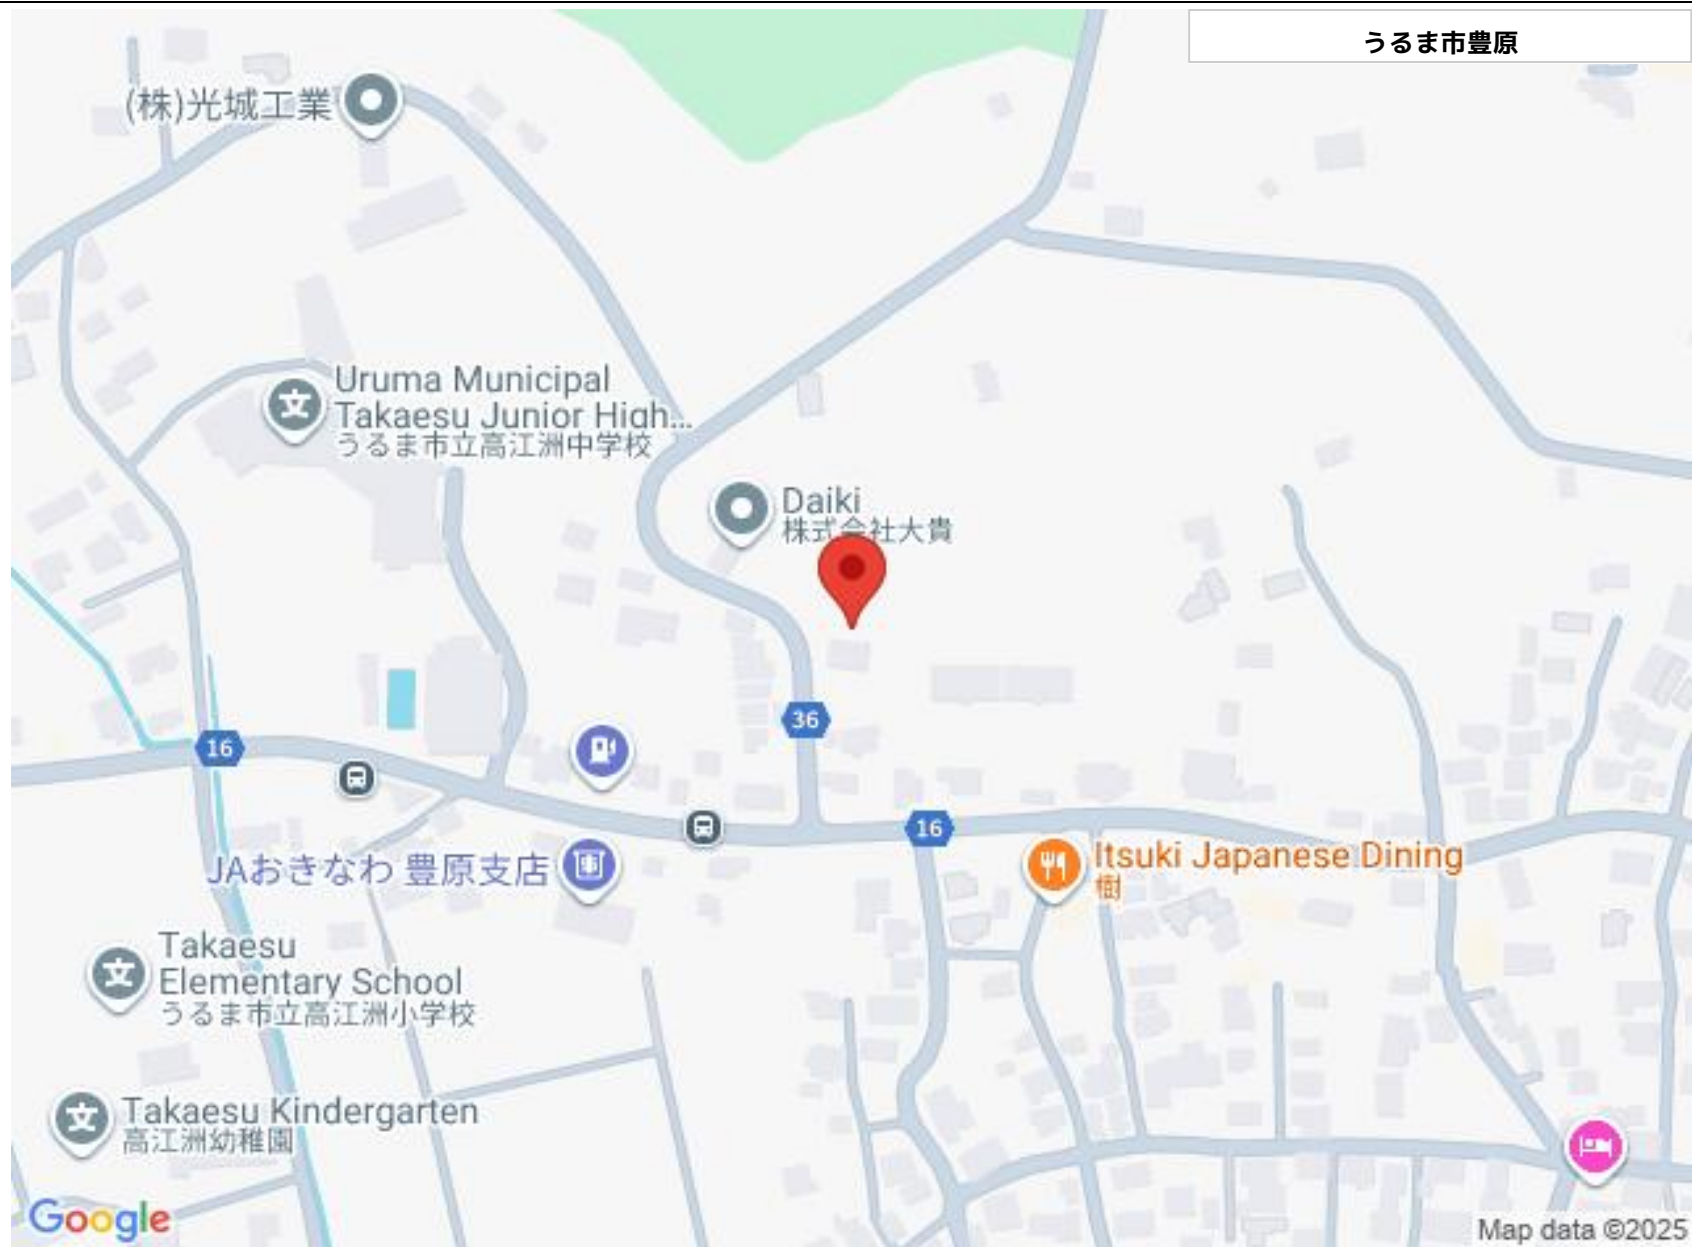 うるま市豊原
(株)光城工業
Uruma Municipal
Takaesu Junior High...
うるま市立高江洲中学校
Daiki
株式会社大貴
36
16
16
JAおきなわ 豊原支店
Itsuki Japanese Dining
樹
Takaesu
Elementary School
うるま市立高江洲小学校
Takaesu Kindergarten
高江洲幼稚園
Google
Map data ©2025